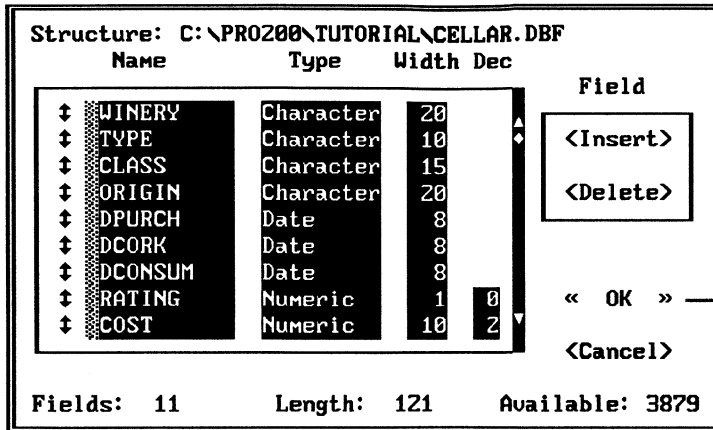 Structure: C:\PRO200\TUTORIAL\CELLAR.DBF
Name Type Width Dec
Field
WINERY Character 20
TYPE Character 10 <Insert>
CLASS Character 15
ORIGIN Character 20 <Delete>
DPURCH Date 8
DCORK Date 8
DCONSUM Date 8
RATING Numeric 1 0 « OK »
COST Numeric 10 2
<Cancel>
Fields: 11 Length: 121 Available: 3879